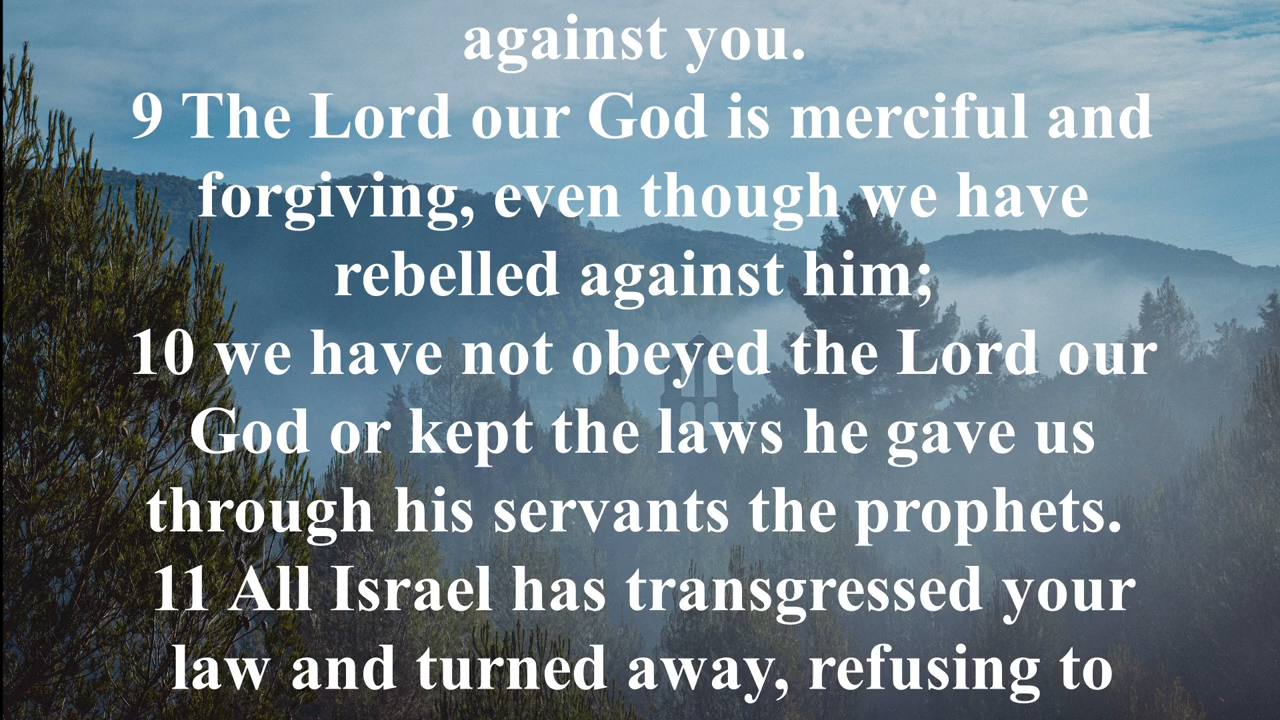 against you.
9 The Lord our God is merciful and
forgiving, even though we have
rebelled against him;
10 we have not obeyed the Lord our
God or kept the laws he gave us
through his servants the prophets.
11 All Israel has transgressed your
law and turned away, refusing to